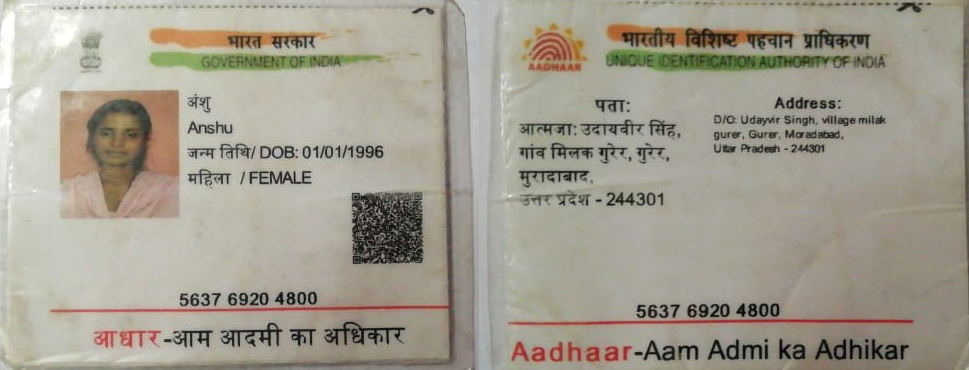 भारत सरकार
GOVERNMENT OF INDIA
अंशु
Anshu
जन्म तिथि/ DOB: 01/01/1996
महिला / FEMALE
5637 6920 4800
आधार-आम आदमी का अधिकार
AADHAAR
भारतीय विशिष्ट पहचान प्राधिकरण
UNIQUE IDENTIFICATION AUTHORITY OF INDIA
पता:
आत्मजा: उदायवीर सिंह,
गांव मिलक गुरेर, गुरेर,
मुरादाबाद,
उत्तर प्रदेश - 244301
Address:
D/O: Udayvir Singh, village milak
gurer, Gurer, Moradabad,
Uttar Pradesh - 244301
5637 6920 4800
Aadhaar-Aam Admi ka Adhikar